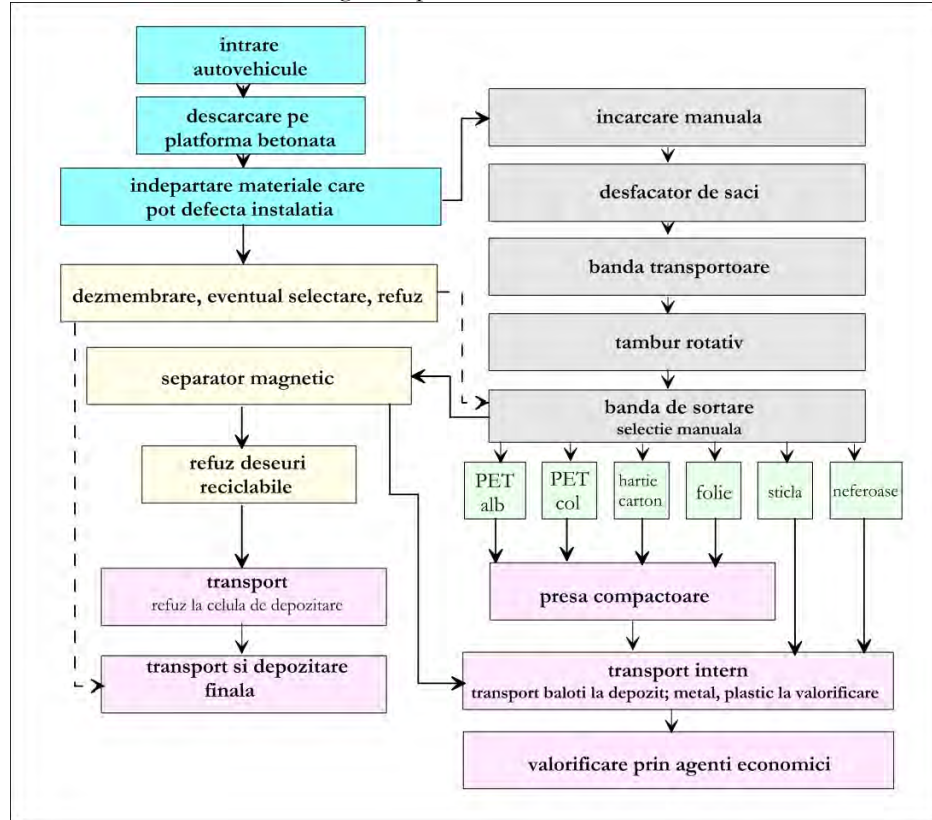 intrare
autovehicule
descarcare pe
platforma betonata
indepartare materiale care
pot defecta instalatia
dezmembrare, eventual selectare, refuz
separator magnetic
refuz deseuri
reciclabile
transport
refuz la celula de depozitare
transport si depozitare
finala
incarcare manuala
desfacator de saci
banda transportoare
tambur rotativ
banda de sortare
selectie manuala
PET
alb
PET
col
hartie
carton
folie
sticla
neferoase
presa compactoare
transport intern
transport baloti la depozit; metal, plastic la valorificare
valorificare prin agenti economici